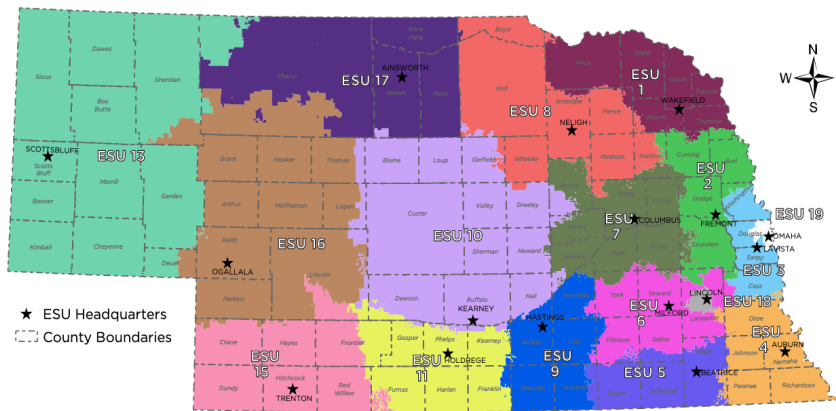 Keya
Paha
Boyd
Dawes
Sioux
Sheridan
Cherry
ESU 17
AINSWORTH
Brown
Rock
Holt
Knox
Cedar
Dixon
Dakota
ESU
1
WAKEFIELD
Wayne
Thurston
Box
Butte
Antelope
Pierce
ESU 8
NELIGH
Madison
Stanton
Cuming
Burt
ESU
2
SCOTTSBLUFF
Scotts
Bluff
ESU 13
Morrill
Garden
Banner
Kimball
Cheyenne
Deuel
Grant
Hooker
Thomas
Arthur
McPherson
Logan
Keith
ESU 16
OGALLALA
Lincoln
Perkins
Blaine
Loup
Garfield
Wheeler
Custer
Valley
Greeley
ESU 10
Sherman
Howard
Dawson
Buffalo
Hall
KEARNEY
ESU
7
COLUMBUS
Dodge
FREMONT
Saunders
Washington
Douglas
ESU 19
OMAHA
LAVISTA
Sarpy
ESU 3
Cass
York
Seward
ESU
6
MILFORD
LINCOLN
ESU 18
Lancaster
Fillmore
Saline
Otoe
ESU
4
AUBURN
Johnson
Nemaha
Pawnee
Richardson
Chase
Hayes
Frontier
ESU
15
Hitchcock
Dundy
Red
Willow
TRENTON
Gosper
Phelps
Kearney
ESU
11
HOLDREGE
Furnas
Harlan
Franklin
HASTINGS
Adams
Clay
ESU
9
ESU 5
BEATRICE
ESU Headquarters
County Boundaries
N
W
E
S